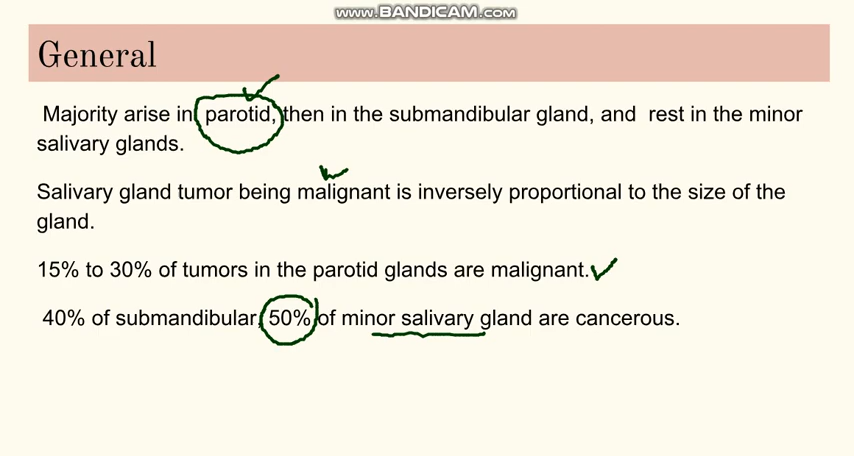 www.BANDICAM.com
General
Majority arise in parotid, then in the submandibular gland, and rest in the minor
salivary glands.
Salivary gland tumor being malignant is inversely proportional to the size of the
gland.
15% to 30% of tumors in the parotid glands are malignant.
40% of submandibular, 50% of minor salivary gland are cancerous.